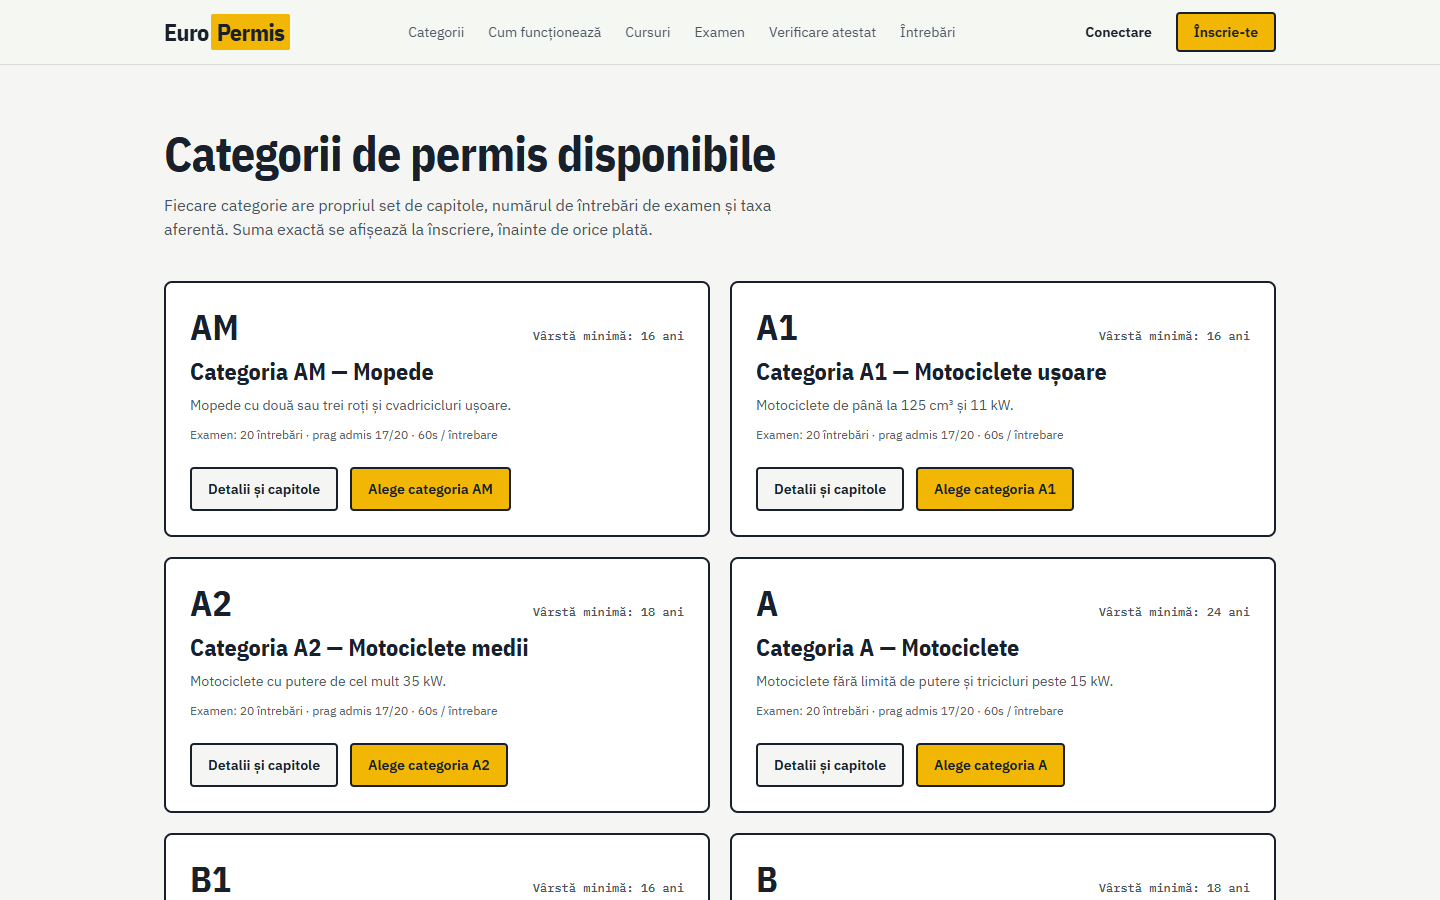 Euro Permis
Categorii
Cum funcționează
Cursuri
Examen
Verificare atestat
Întrebări
Conectare
Înscrie-te
Categorii de permis disponibile
Fiecare categorie are propriul set de capitole, numărul de întrebări de examen și taxa
aferentă. Suma exactă se afișează la înscriere, înainte de orice plată.
AM
Vârstă minimă: 16 ani
Categoria AM — Mopede
Mopede cu două sau trei roți și cvadricicluri ușoare.
Examen: 20 întrebări · prag admis 17/20 · 60s / întrebare
Detalii și capitole
Alege categoria AM
A1
Vârstă minimă: 16 ani
Categoria A1 — Motociclete ușoare
Motociclete de până la 125 cm³ și 11 kW.
Examen: 20 întrebări · prag admis 17/20 · 60s / întrebare
Detalii și capitole
Alege categoria A1
A2
Vârstă minimă: 18 ani
Categoria A2 — Motociclete medii
Motociclete cu putere de cel mult 35 kW.
Examen: 20 întrebări · prag admis 17/20 · 60s / întrebare
Detalii și capitole
Alege categoria A2
A
Vârstă minimă: 24 ani
Categoria A — Motociclete
Motociclete fără limită de putere și tricicluri peste 15 kW.
Examen: 20 întrebări · prag admis 17/20 · 60s / întrebare
Detalii și capitole
Alege categoria A
B1
Vârstă minimă: 16 ani
B
Vârstă minimă: 18 ani